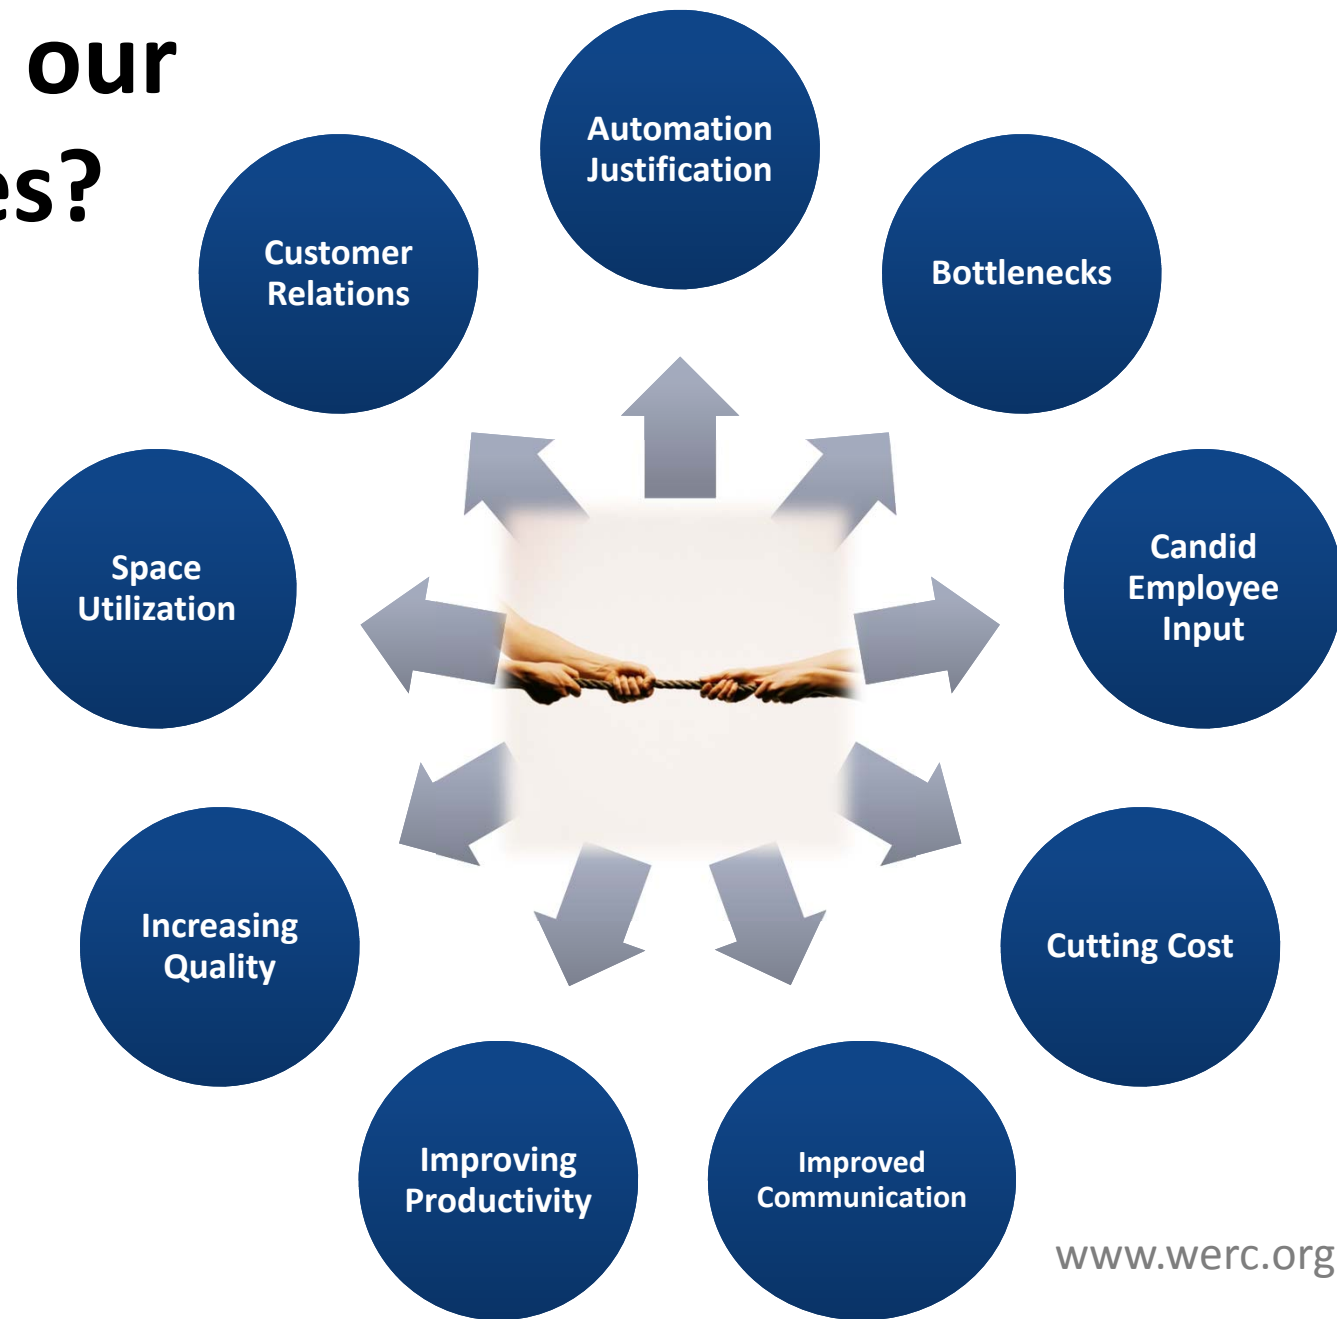 our
es?
Automation
Justification
Bottlenecks
Candid
Employee
Input
Cutting Cost
Improved
Communication
Improving
Productivity
Increasing
Quality
Space
Utilization
Customer
Relations
www.werc.org